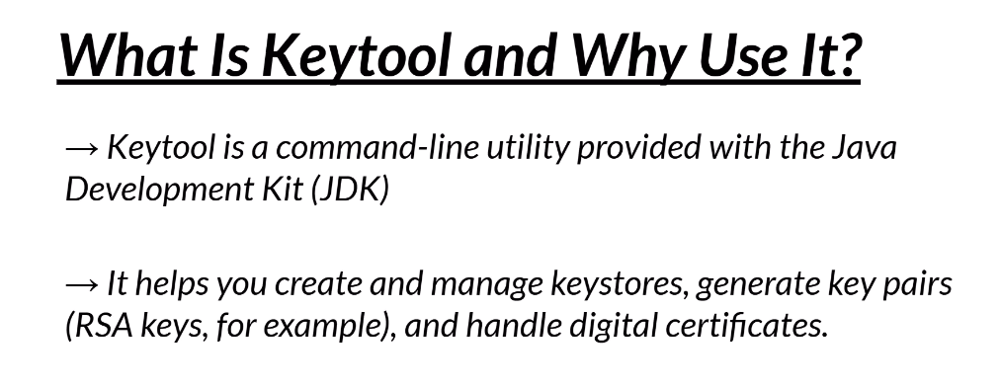 What Is Keytool and Why Use It?
→ Keytool is a command-line utility provided with the Java
Development Kit (JDK)
→ It helps you create and manage keystores, generate key pairs
(RSA keys, for example), and handle digital certificates.